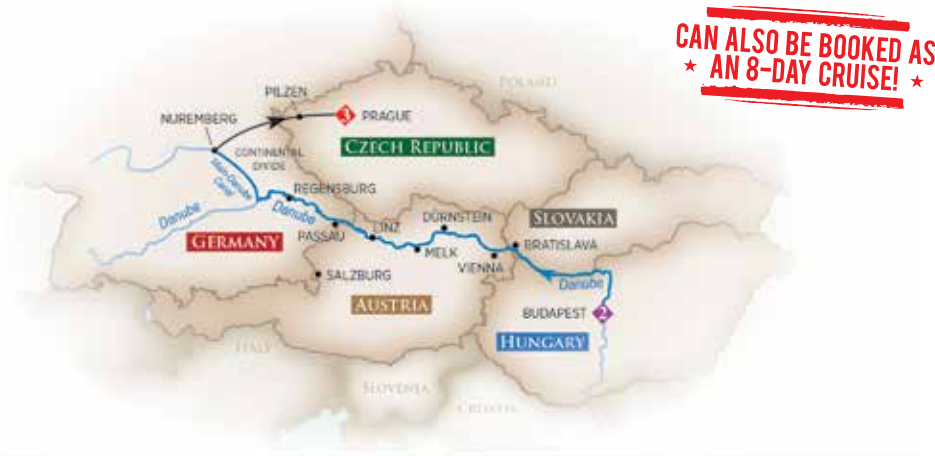 CAN ALSO BE BOOKED AS
★ AN 8-DAY CRUISE! ★
POLAND
PILZEN
NUREMBERG
3 PRAGUE
CZECH REPUBLIC
CONTINENTAL
DIVIDE
Main-Danube
Canal
REGENSBURG
Danube
Danube
GERMANY
PASSAU
LINZ
DÜRNSTEIN
MELK
VIENNA
SLOVAKIA
BRATISLAVA
SALZBURG
AUSTRIA
Danube
BUDAPEST 2
HUNGARY
ITALY
SLOVENIA
CROATIA